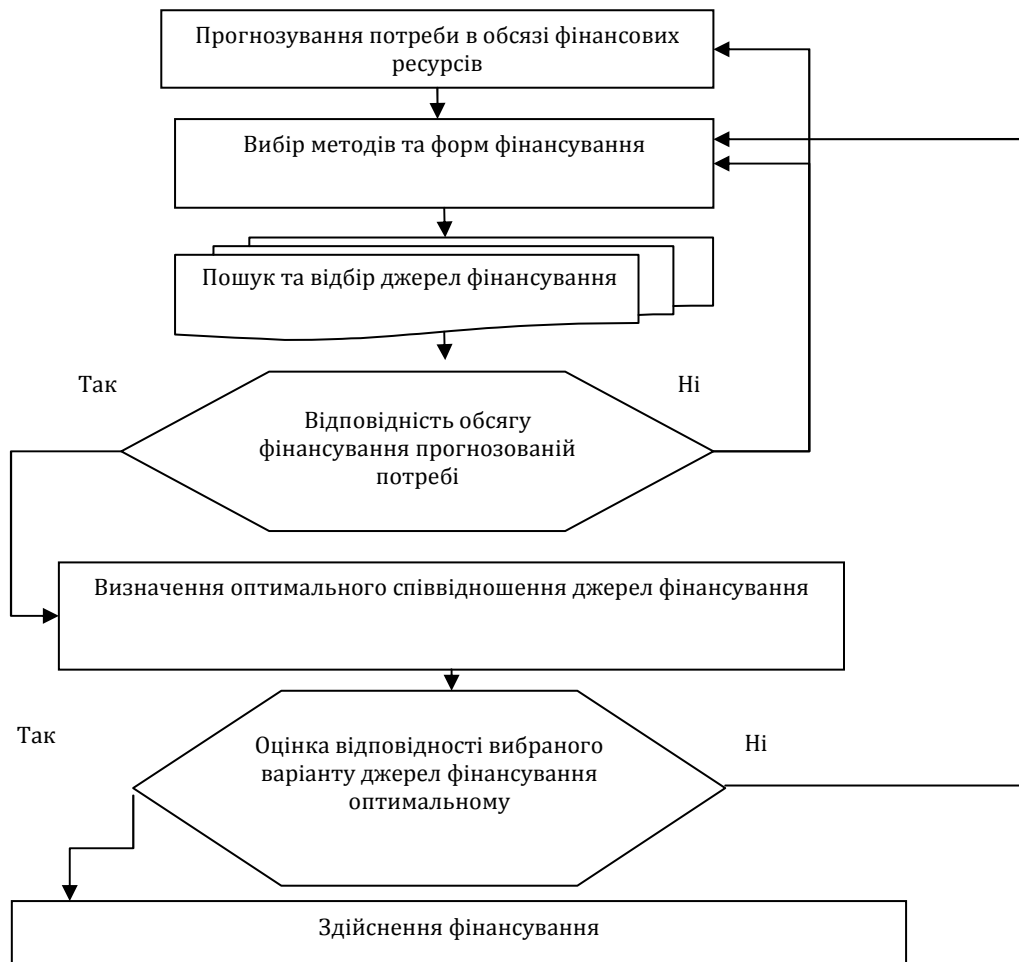 Прогнозування потреби в обсязі фінансових
ресурсів
Вибір методів та форм фінансування
Пошук та відбір джерел фінансування
Так
Ні
Відповідність обсягу
фінансування прогнозованій
потребі
Визначення оптимального співвідношення джерел фінансування
Так
Ні
Оцінка відповідності вибраного
варіанту джерел фінансування
оптимальному
Здійснення фінансування